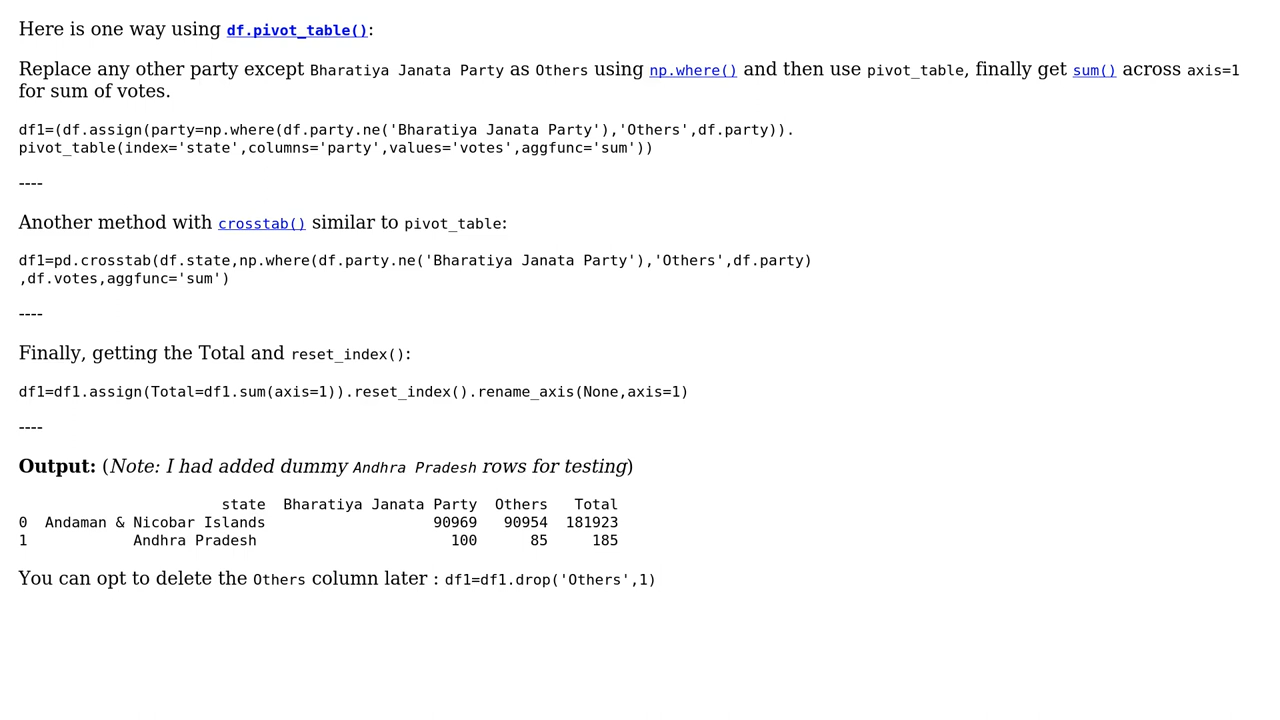 Here is one way using df.pivot_table():
Replace any other party except Bharatiya Janata Party as Others using np.where() and then use pivot_table, finally get sum() across axis=1
for sum of votes.
df1=(df.assign(party=np.where(df.party.ne('Bharatiya Janata Party'),'Others',df.party)).
pivot_table(index='state',columns='party',values='votes',aggfunc='sum'))
----
Another method with crosstab() similar to pivot_table:
df1=pd.crosstab(df.state,np.where(df.party.ne('Bharatiya Janata Party'),'Others',df.party)
,df.votes,aggfunc='sum')
----
Finally, getting the Total and reset_index():
df1=df1.assign(Total=df1.sum(axis=1)).reset_index().rename_axis(None,axis=1)
----
Output: (Note: I had added dummy Andhra Pradesh rows for testing)
                       state  Bharatiya Janata Party  Others   Total
0  Andaman & Nicobar Islands                   90969   90954  181923
1            Andhra Pradesh                      100      85     185
You can opt to delete the Others column later : df1=df1.drop('Others',1)